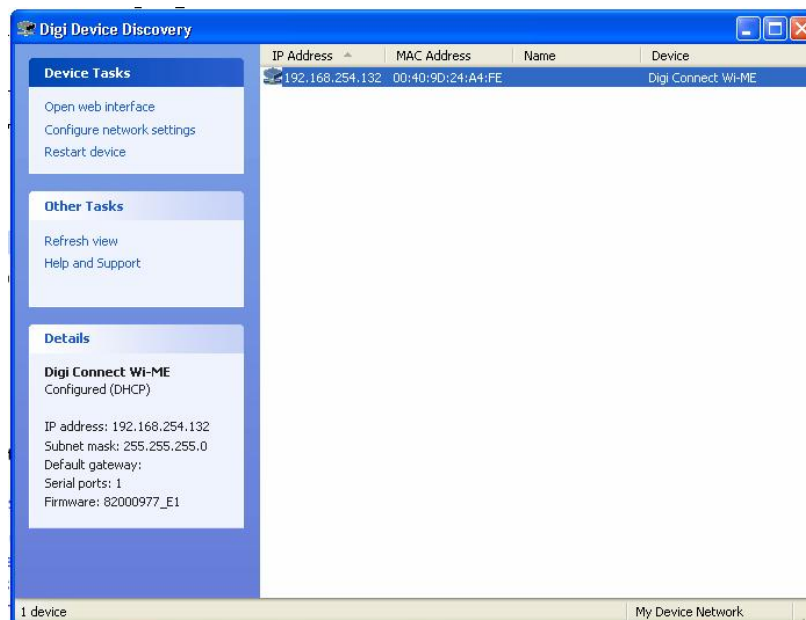 Digi Device Discovery
Device Tasks
Open web interface
Configure network settings
Restart device
Other Tasks
Refresh view
Help and Support
Details
Digi Connect Wi-ME
Configured (DHCP)
IP address: 192.168.254.132
Subnet mask: 255.255.255.0
Default gateway:
Serial ports: 1
Firmware: 82000977_E1
IP Address MAC Address Name Device
192.168.254.132 00:40:9D:24:A4:FE Digi Connect Wi-ME
1 device My Device Network